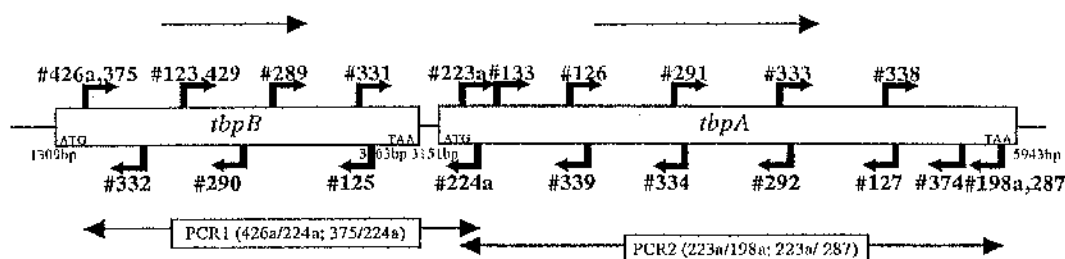 #426a,375 #123,429 #289 #331 #223a #133 #126 #291 #333 #338
tbpB tbpA
ATG TAA ATG TAA
1309bp 3151bp 5943bp
#332 #290 #125 #224a #339 #334 #292 #127 #374 #198a,287
PCR1 (426a/224a; 375/224a)
PCR2 (223a/198a; 223a/ 287)